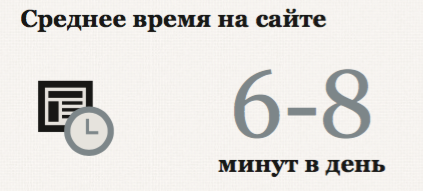 Среднее время на сайте
6-8
минут в день